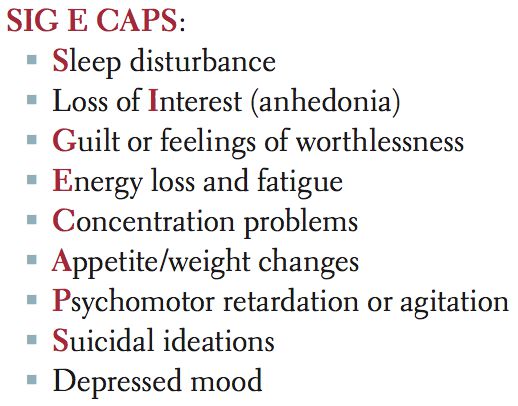 SIG E CAPS:
▪ Sleep disturbance
▪ Loss of Interest (anhedonia)
▪ Guilt or feelings of worthlessness
▪ Energy loss and fatigue
▪ Concentration problems
▪ Appetite/weight changes
▪ Psychomotor retardation or agitation
▪ Suicidal ideations
▪ Depressed mood